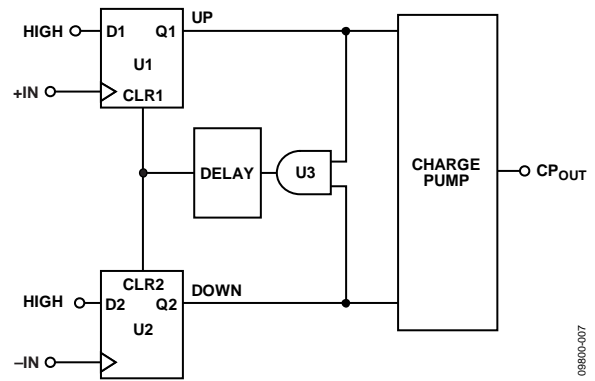 UP
HIGH
D1
Q1
U1
+IN
CLR1
DELAY
U3
CHARGE
PUMP
CP_OUT
CLR2
DOWN
HIGH
D2
Q2
U2
–IN
09800-007